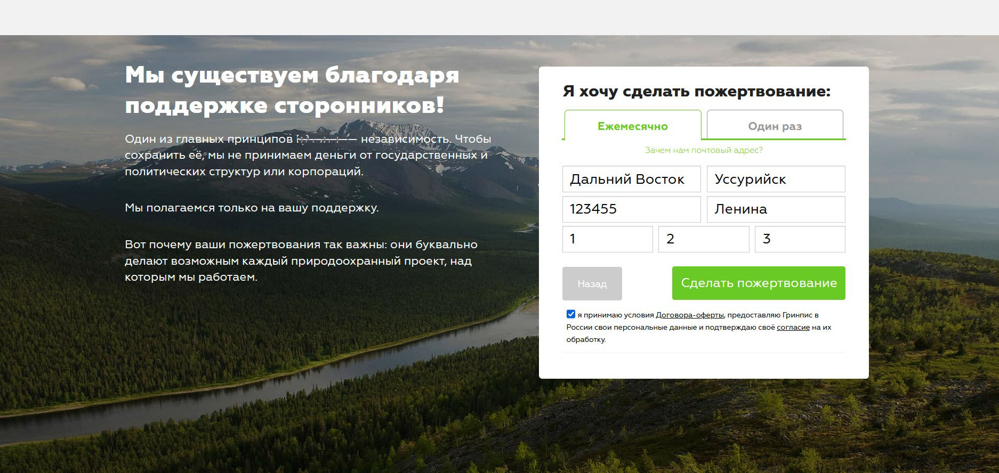 Мы существуем благодаря
поддержке сторонников!
Один из главных принципов — независимость. Чтобы
сохранить её, мы не принимаем деньги от государственных и
политических структур или корпораций.
Мы полагаемся только на вашу поддержку.
Вот почему ваши пожертвования так важны: они буквально
делают возможным каждый природоохранный проект, над
которым мы работаем.
Я хочу сделать пожертвование:
Ежемесячно
Один раз
Зачем нам почтовый адрес?
Дальний Восток
Уссурийск
123455
Ленина
1
2
3
Назад
Сделать пожертвование
я принимаю условия Договора-оферты, предоставляю Гринпис в
России свои персональные данные и подтверждаю своё согласие на их
обработку.